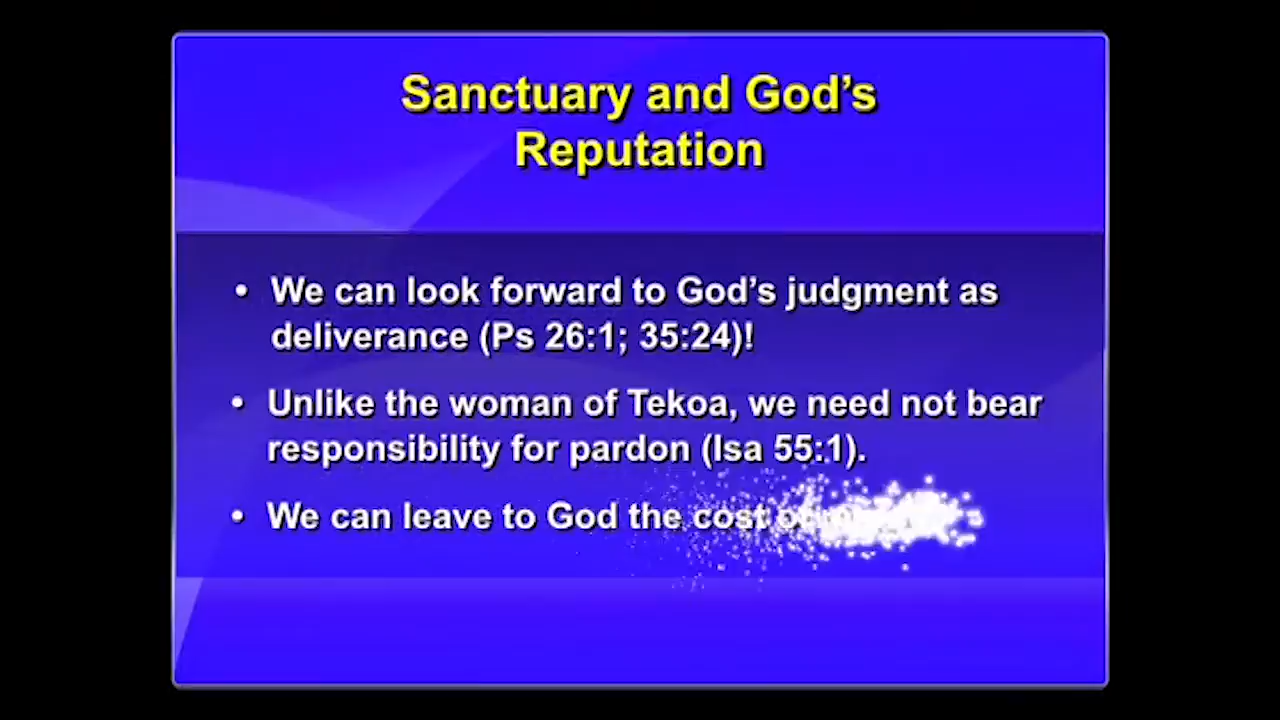 Sanctuary and God's
Reputation
• We can look forward to God's judgment as
deliverance (Ps 26:1; 35:24)!
• Unlike the woman of Tekoa, we need not bear
responsibility for pardon (Isa 55:1).
• We can leave to God the cost of